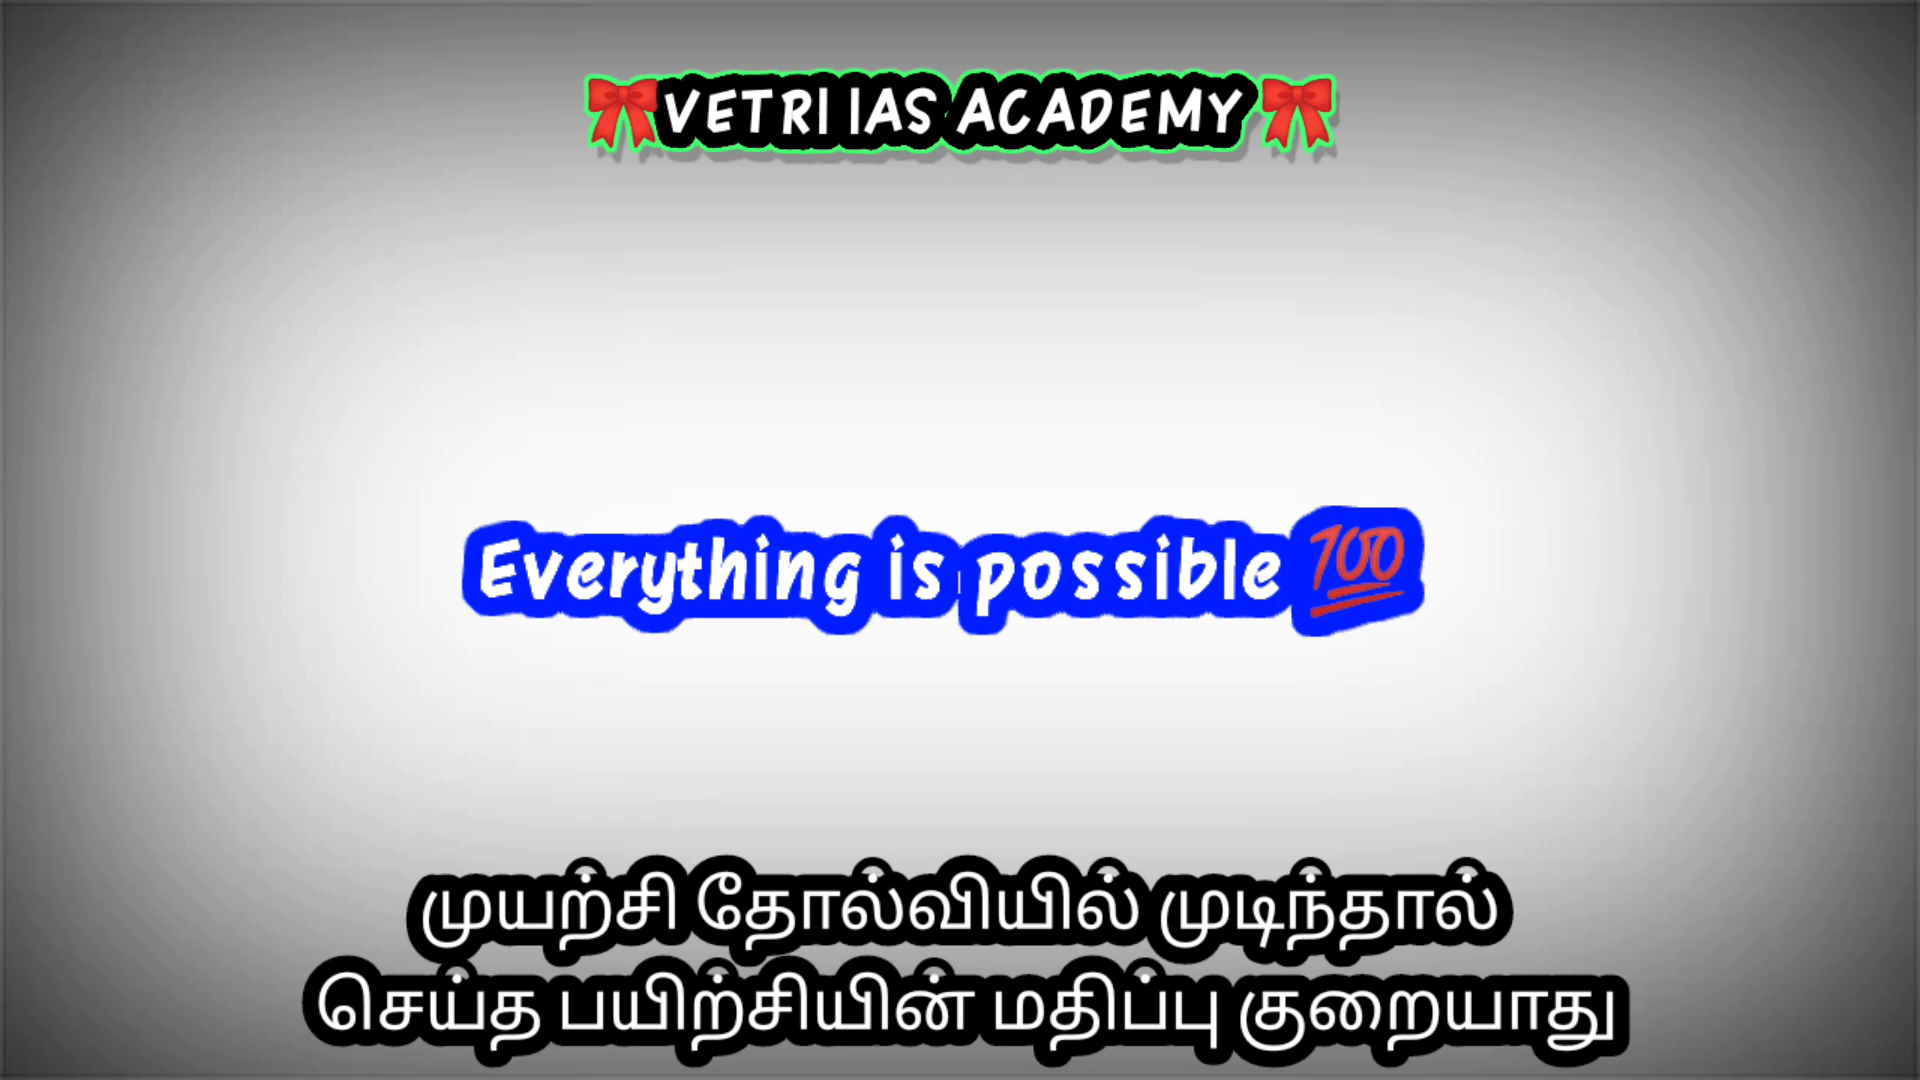 🎀VETRI IAS ACADEMY🎀
Everything is possible 💯
முயற்சி தோல்வியில் முடிந்தால்
செய்த பயிற்சியின் மதிப்பு குறையாது